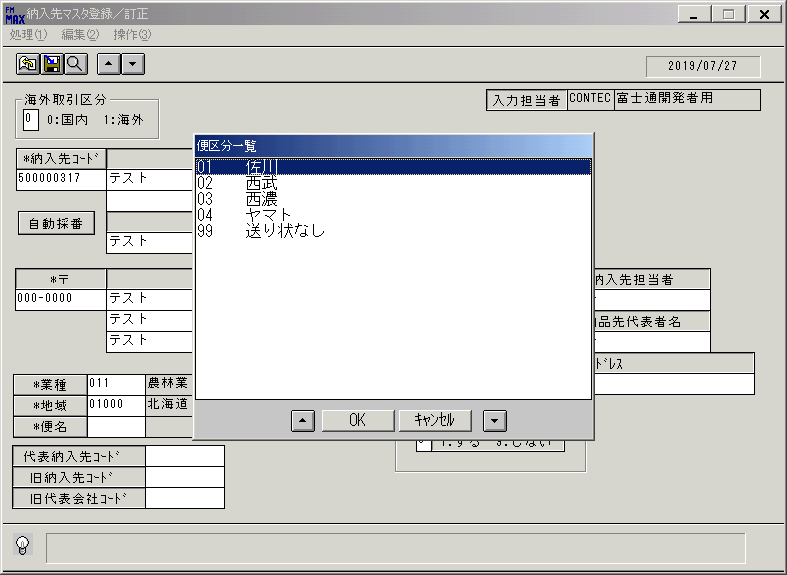 FM MAX 納入先マスタ登録／訂正
処理(1) 編集(2) 操作(3)
2019/07/27
入力担当者 CONTEC 富士通開発者用
海外取引区分
0 0:国内 1:海外
*納入先ｺｰﾄﾞ
500000317 テスト
自動採番
テスト
*〒
000-0000 テスト
テスト
テスト
納入先担当者
品先代表者名
ﾄﾞﾚｽ
*業種 011 農林業
*地域 01000 北海道
*便名
1:する 9:しない
代表納入先ｺｰﾄﾞ
旧納入先ｺｰﾄﾞ
旧代表会社ｺｰﾄﾞ
便区分一覧
01 佐川
02 西武
03 西濃
04 ヤマト
99 送り状なし
OK ｷｬﾝｾﾙ